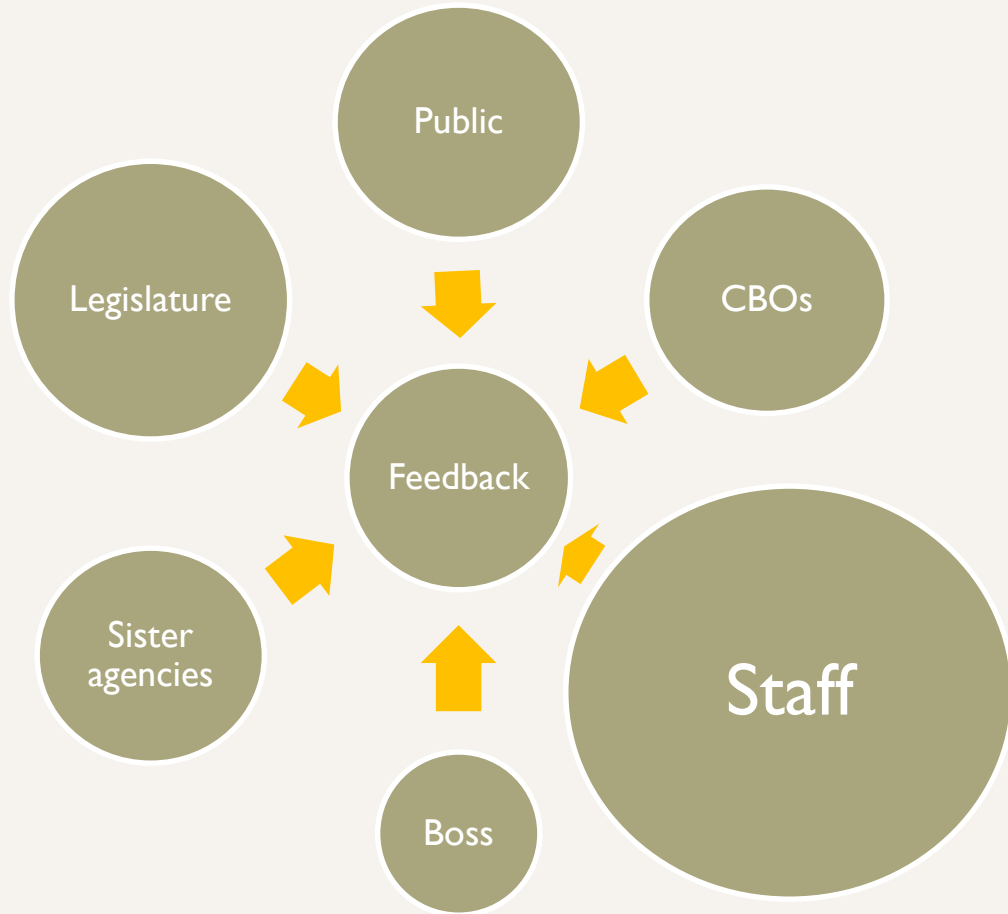 Public
Legislature
CBOs
Feedback
Sister
agencies
Staff
Boss